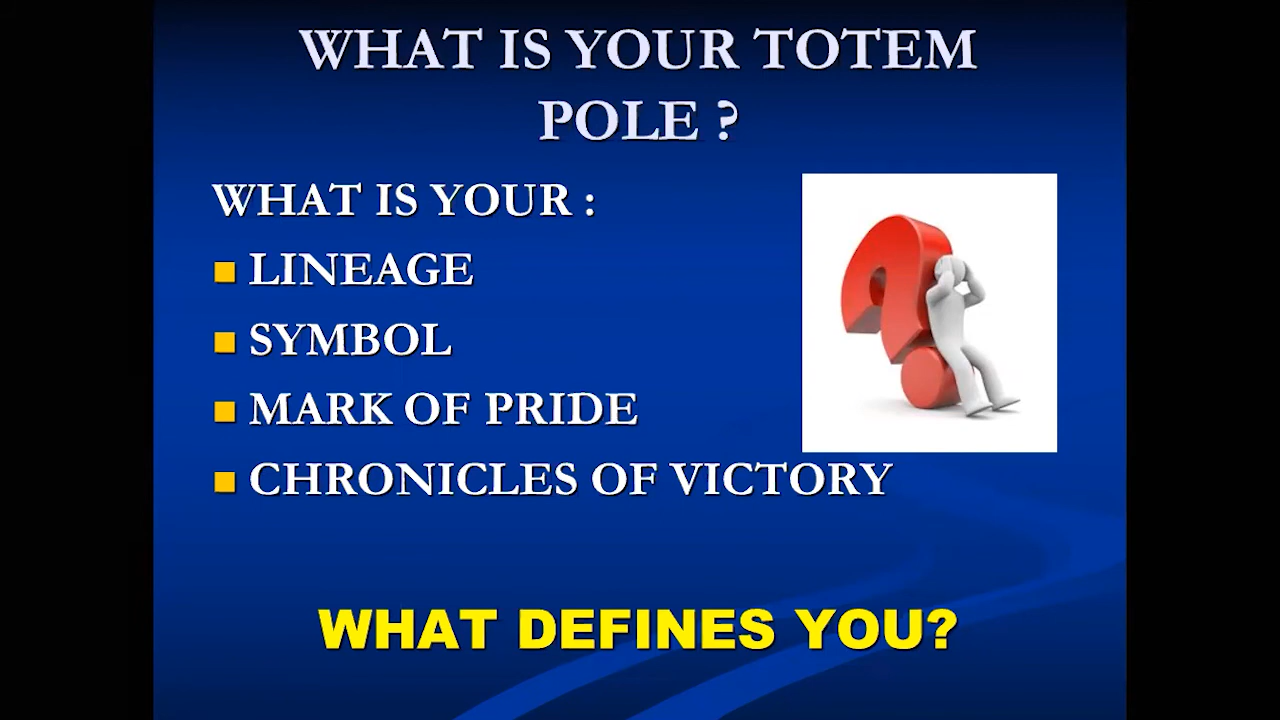 WHAT IS YOUR TOTEM
POLE ?
WHAT IS YOUR :
LINEAGE
SYMBOL
MARK OF PRIDE
CHRONICLES OF VICTORY
WHAT DEFINES YOU?